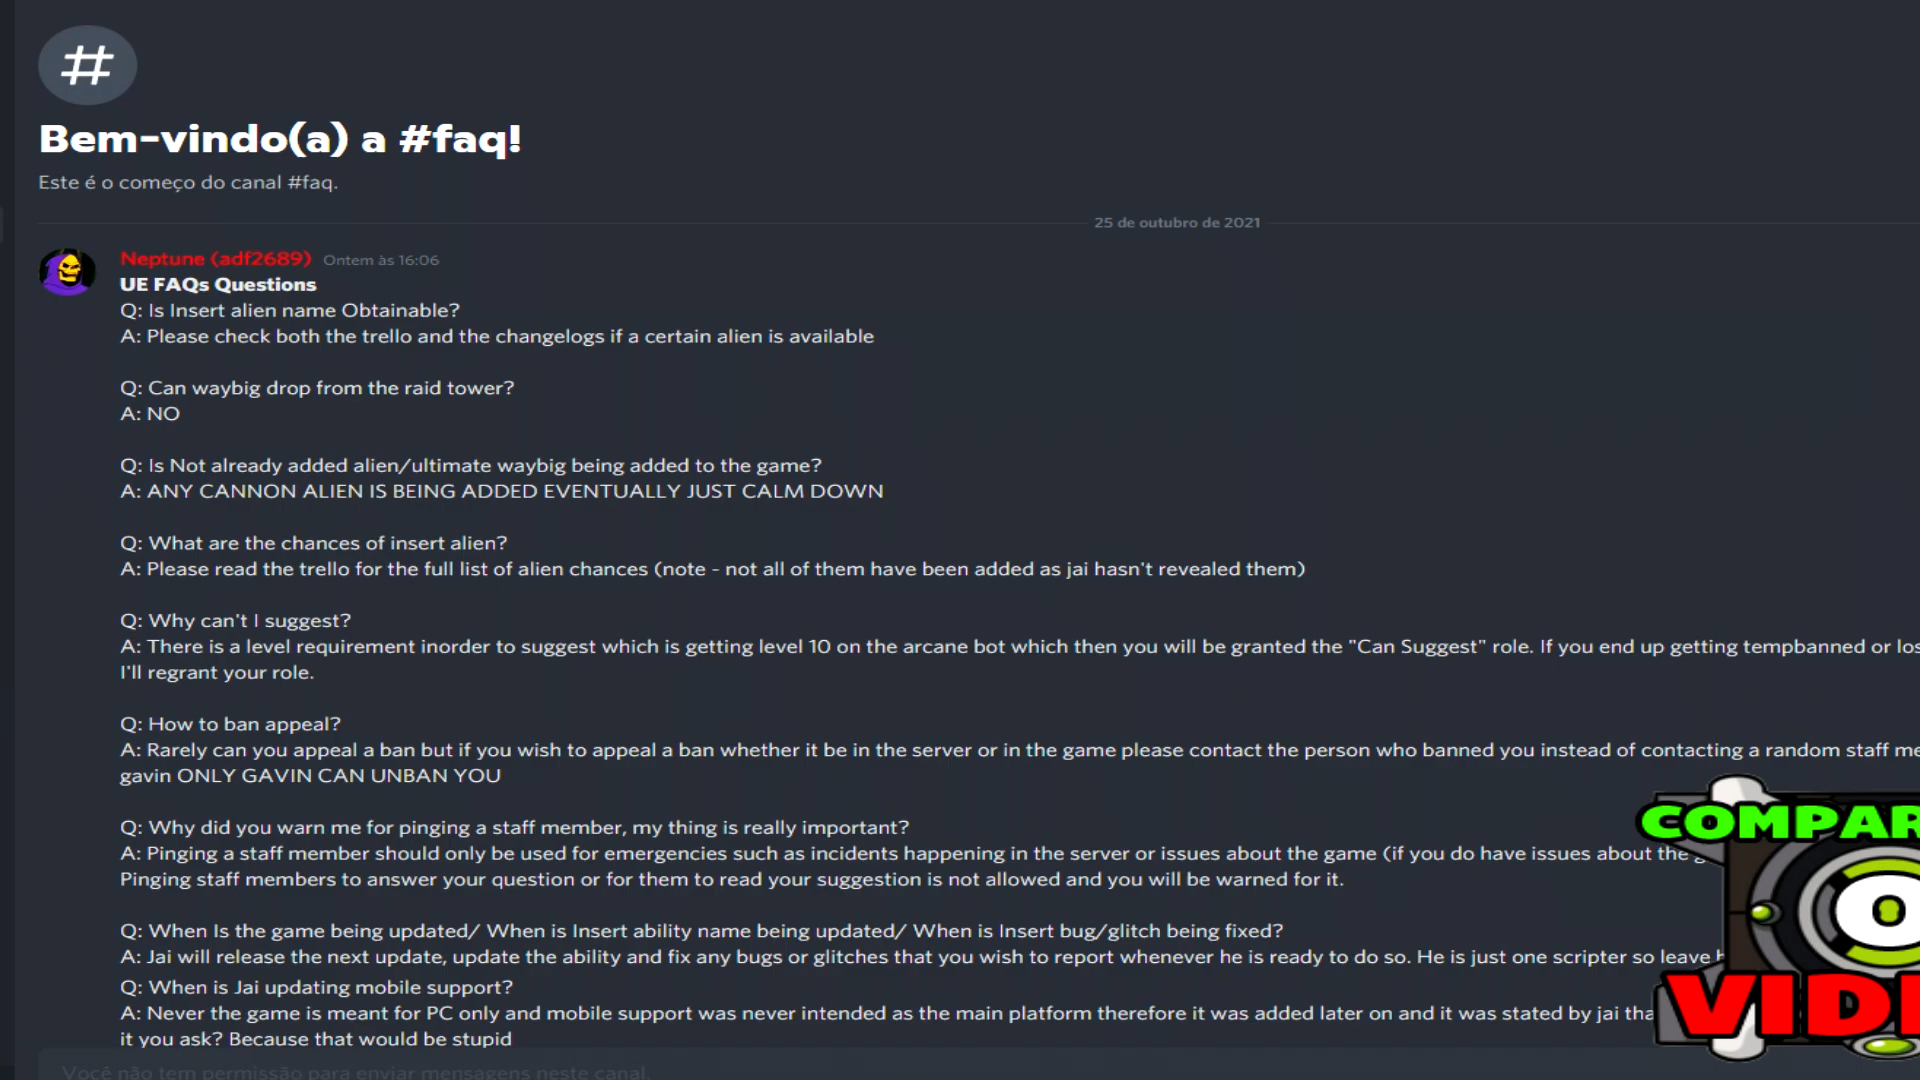 #
Bem-vindo(a) a #faq!
Este é o começo do canal #faq.
25 de outubro de 2021
Neptune (adf2689) Ontem às 16:06
UE FAQs Questions
Q: Is Insert alien name Obtainable?
A: Please check both the trello and the changelogs if a certain alien is available
Q: Can waybig drop from the raid tower?
A: NO
Q: Is Not already added alien/ultimate waybig being added to the game?
A: ANY CANNON ALIEN IS BEING ADDED EVENTUALLY JUST CALM DOWN
Q: What are the chances of insert alien?
A: Please read the trello for the full list of alien chances (note - not all of them have been added as jai hasn't revealed them)
Q: Why can't I suggest?
A: There is a level requirement inorder to suggest which is getting level 10 on the arcane bot which then you will be granted the "Can Suggest" role. If you end up getting tempbanned or
I'll regrant your role.
Q: How to ban appeal?
A: Rarely can you appeal a ban but if you wish to appeal a ban whether it be in the server or in the game please contact the person who banned you instead of contacting a random staff
gavin ONLY GAVIN CAN UNBAN YOU
Q: Why did you warn me for pinging a staff member, my thing is really important?
A: Pinging a staff member should only be used for emergencies such as incidents happening in the server or issues about the game (if you do have issues about the
Pinging staff members to answer your question or for them to read your suggestion is not allowed and you will be warned for it.
Q: When Is the game being updated/ When is Insert ability name being updated/ When is Insert bug/glitch being fixed?
A: Jai will release the next update, update the ability and fix any bugs or glitches that you wish to report whenever he is ready to do so. He is just one scripter so leave
Q: When is Jai updating mobile support?
A: Never the game is meant for PC only and mobile support was never intended as the main platform therefore it was added later on and it was stated by jai
it you ask? Because that would be stupid
Você não tem permissão para enviar mensagens neste canal.
COMPAR
VID